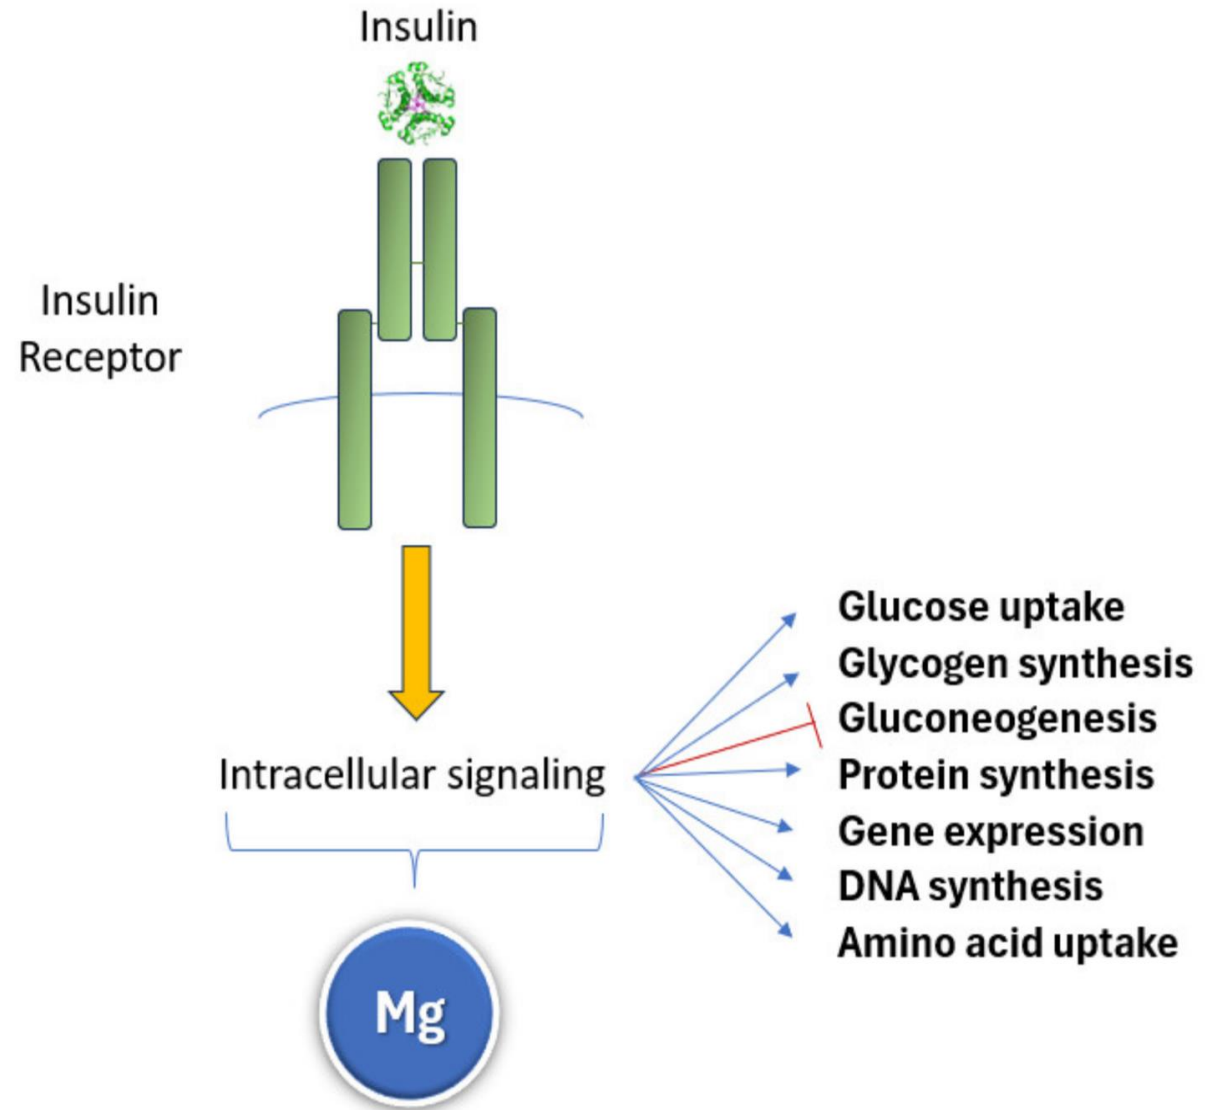 Insulin
Insulin
Receptor
Intracellular signaling
Glucose uptake
Glycogen synthesis
Gluconeogenesis
Protein synthesis
Gene expression
DNA synthesis
Amino acid uptake
Mg